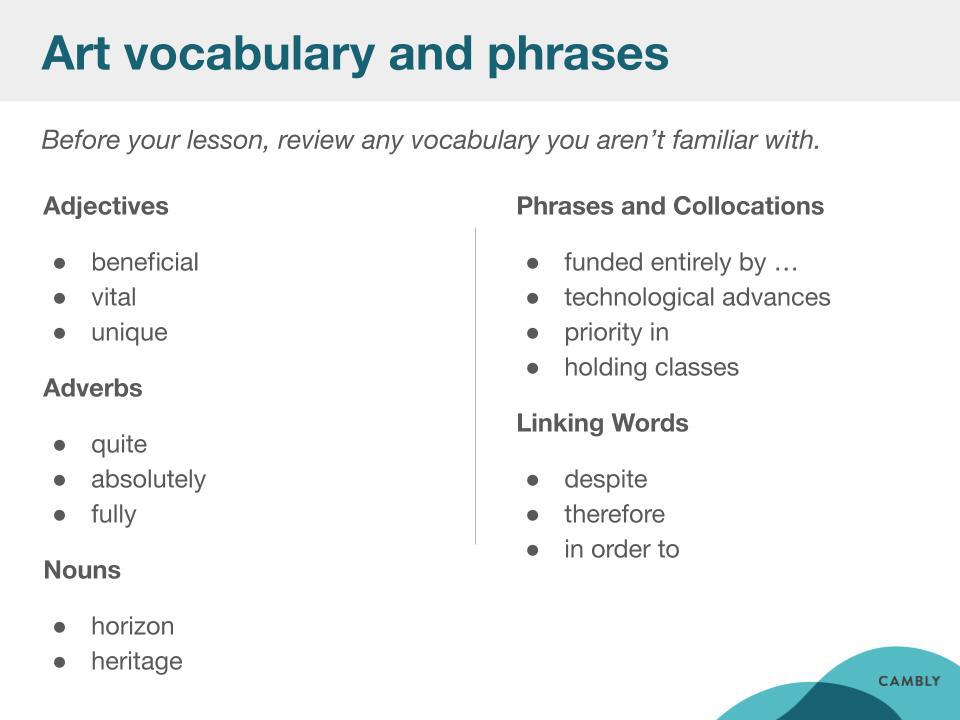 Art vocabulary and phrases
Before your lesson, review any vocabulary you aren’t familiar with.
Adjectives
● beneficial
● vital
● unique
Adverbs
● quite
● absolutely
● fully
Nouns
● horizon
● heritage
Phrases and Collocations
● funded entirely by …
● technological advances
● priority in
● holding classes
Linking Words
● despite
● therefore
● in order to
CAMBLY